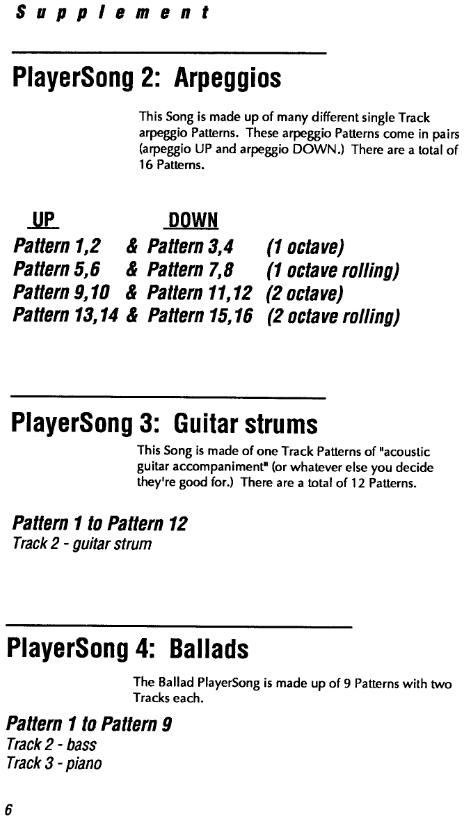 Supplement
PlayerSong 2: Arpeggios
This Song is made up of many different single Track
arpeggio Patterns. These arpeggio Patterns come in pairs
(arpeggio UP and arpeggio DOWN.) There are a total of
16 Patterns.
UP DOWN
Pattern 1,2 & Pattern 3,4 (1 octave)
Pattern 5,6 & Pattern 7,8 (1 octave rolling)
Pattern 9,10 & Pattern 11,12 (2 octave)
Pattern 13,14 & Pattern 15,16 (2 octave rolling)
PlayerSong 3: Guitar strums
This Song is made of one Track Patterns of "acoustic
guitar accompaniment" (or whatever else you decide
they're good for.) There are a total of 12 Patterns.
Pattern 1 to Pattern 12
Track 2 - guitar strum
PlayerSong 4: Ballads
The Ballad PlayerSong is made up of 9 Patterns with two
Tracks each.
Pattern 1 to Pattern 9
Track 2 - bass
Track 3 - piano
6